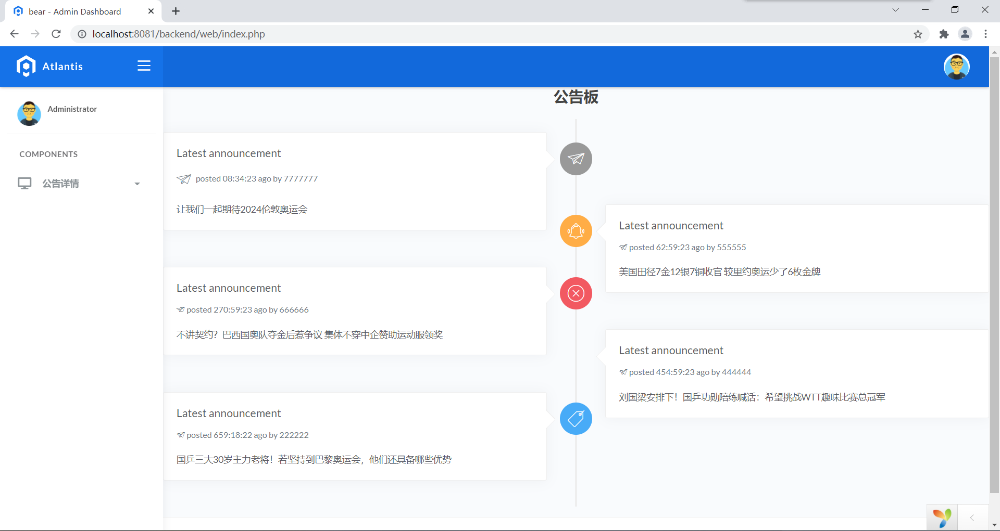 bear - Admin Dashboard
localhost:8081/backend/web/index.php
Atlantis
Administrator
COMPONENTS
公告详情
公告板
Latest announcement
posted 08:34:23 ago by 7777777
让我们一起期待2024伦敦奥运会
Latest announcement
posted 62:59:23 ago by 555555
美国田径7金12银7铜收官 较里约奥运少了6枚金牌
Latest announcement
posted 270:59:23 ago by 666666
不讲契约？巴西国奥队夺金后惹争议 集体不穿中企赞助运动服领奖
Latest announcement
posted 454:59:23 ago by 444444
刘国梁安排下！国乒功勋陪练喊话：希望挑战WTT趣味比赛总冠军
Latest announcement
posted 659:18:22 ago by 222222
国乒三大30岁主力老将！若坚持到巴黎奥运会，他们还具备哪些优势